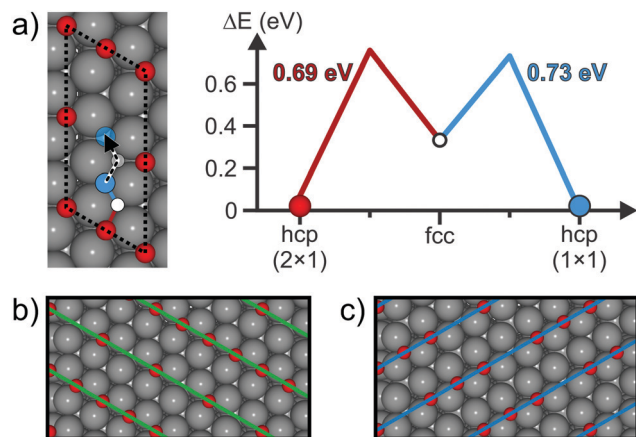 a)
ΔE (eV)
0.69 eV
0.73 eV
0.6
0.4
0.2
0
hcp
(2×1)
fcc
hcp
(1×1)
b)
c)